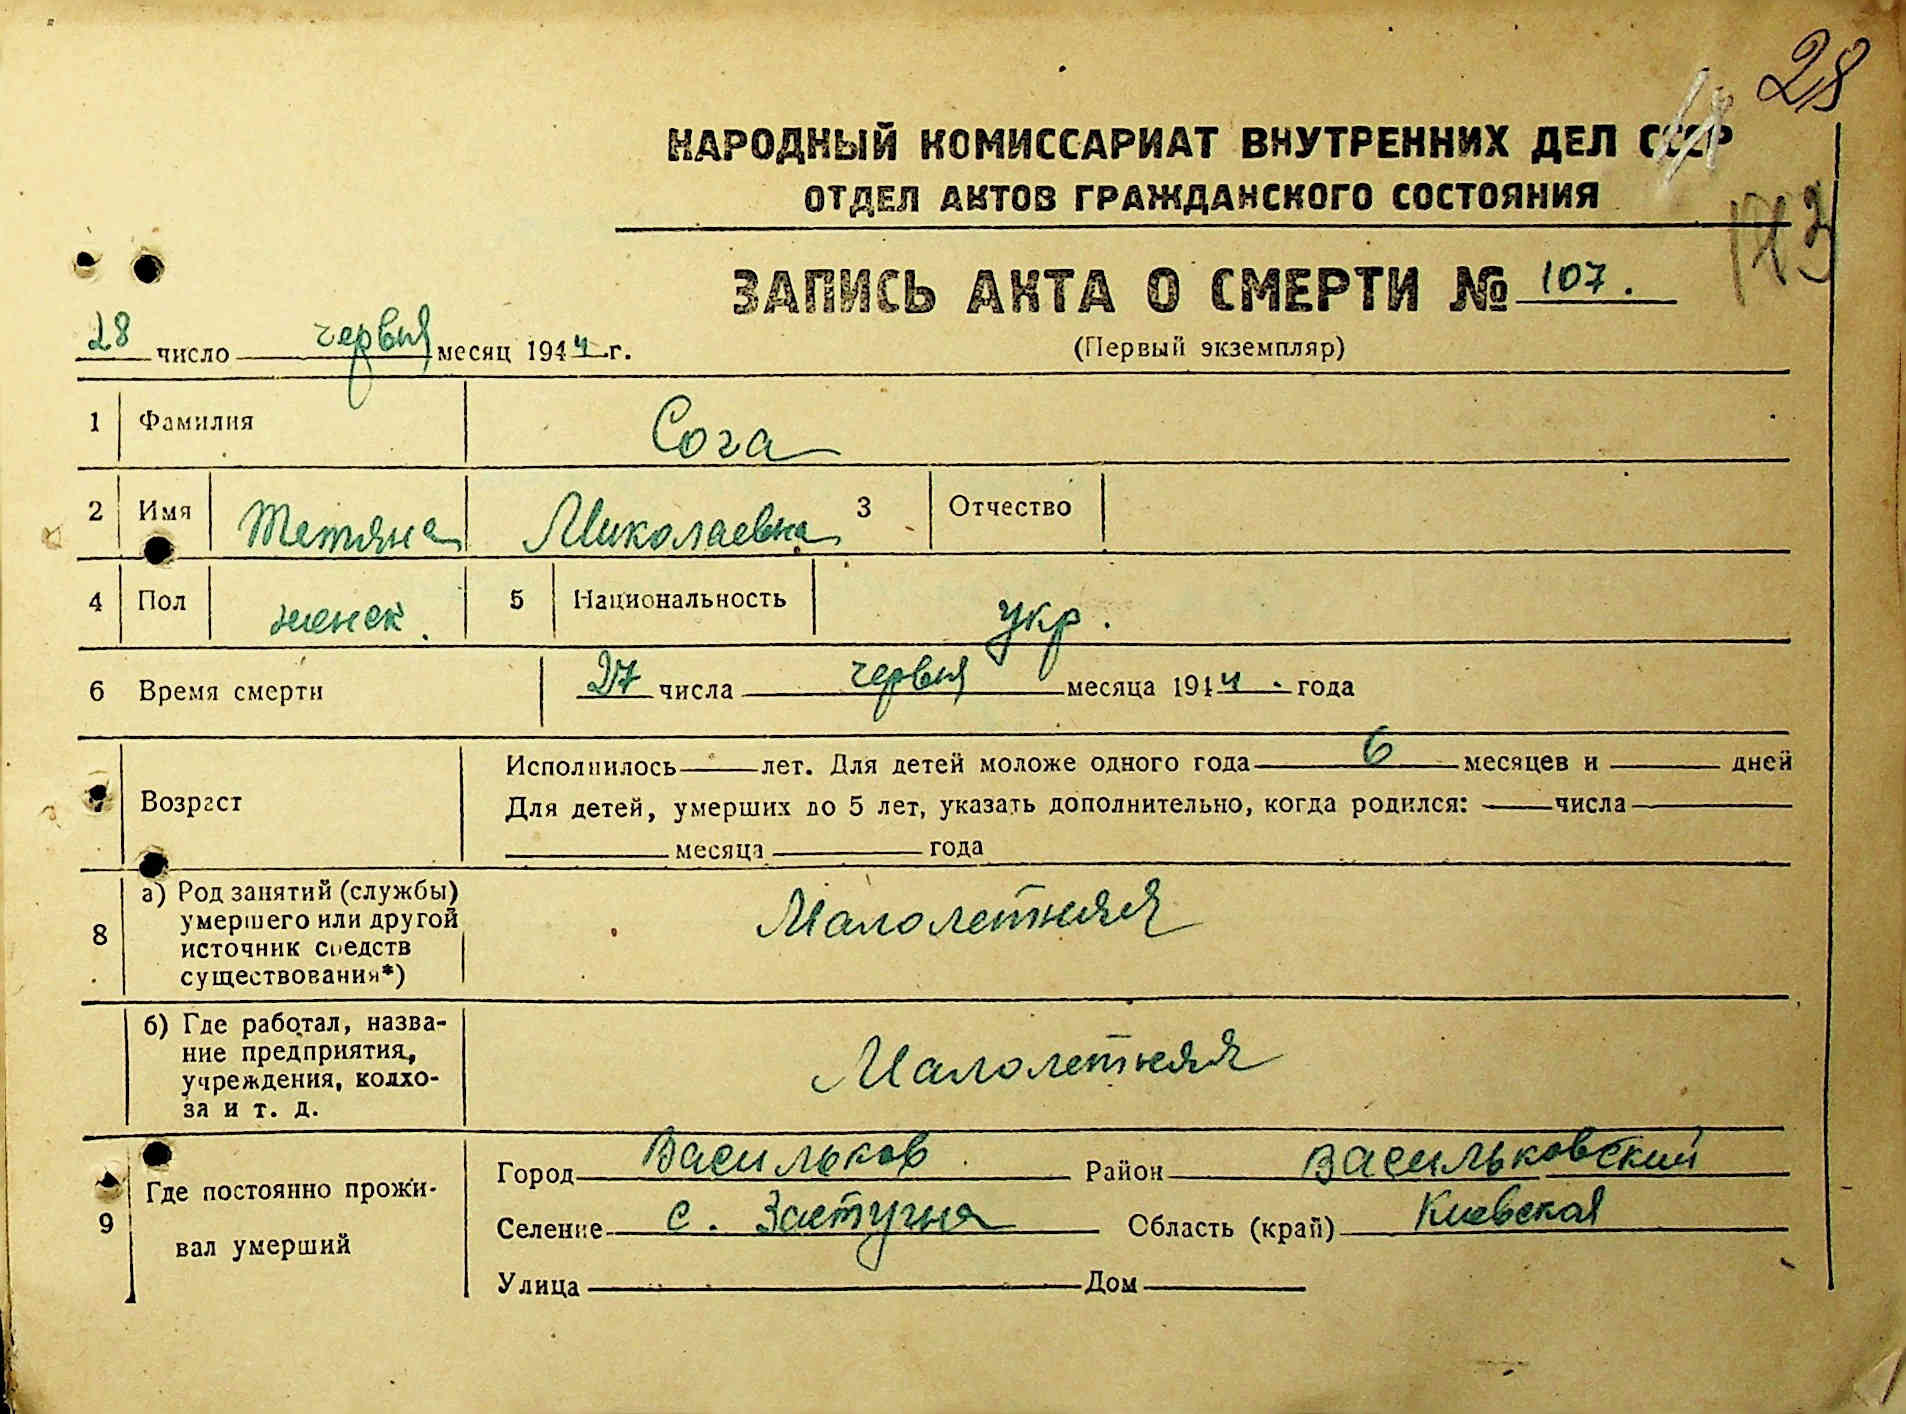 28
НАРОДНЫЙ КОМИССАРИАТ ВНУТРЕННИХ ДЕЛ СССР
ОТДЕЛ АКТОВ ГРАЖДАНСКОГО СОСТОЯНИЯ
ЗАПИСЬ АКТА О СМЕРТИ № 107.
28 число червня месяц 1944 г.
(Первый экземпляр)
1 Фамилия Сога
2 Имя Тетяна Миколаевна 3 Отчество
4 Пол женск. 5 Национальность укр.
6 Время смерти 27 числа червня месяца 1944. года
Исполнилось лет. Для детей моложе одного года 6 месяцев и дней
7 Возраст Для детей, умерших до 5 лет, указать дополнительно, когда родился: числа
месяца года
8 а) Род занятий (службы)
умершего или другой
источник средств
существования*)
Малолетняя
б) Где работал, назва-
ние предприятия,
учреждения, колхо-
за и т. д.
Малолетняя
9 Где постоянно прожи-
вал умерший
Город Васильков Район Васильковский
Селение с. Застугна Область (край) Киевская
Улица Дом